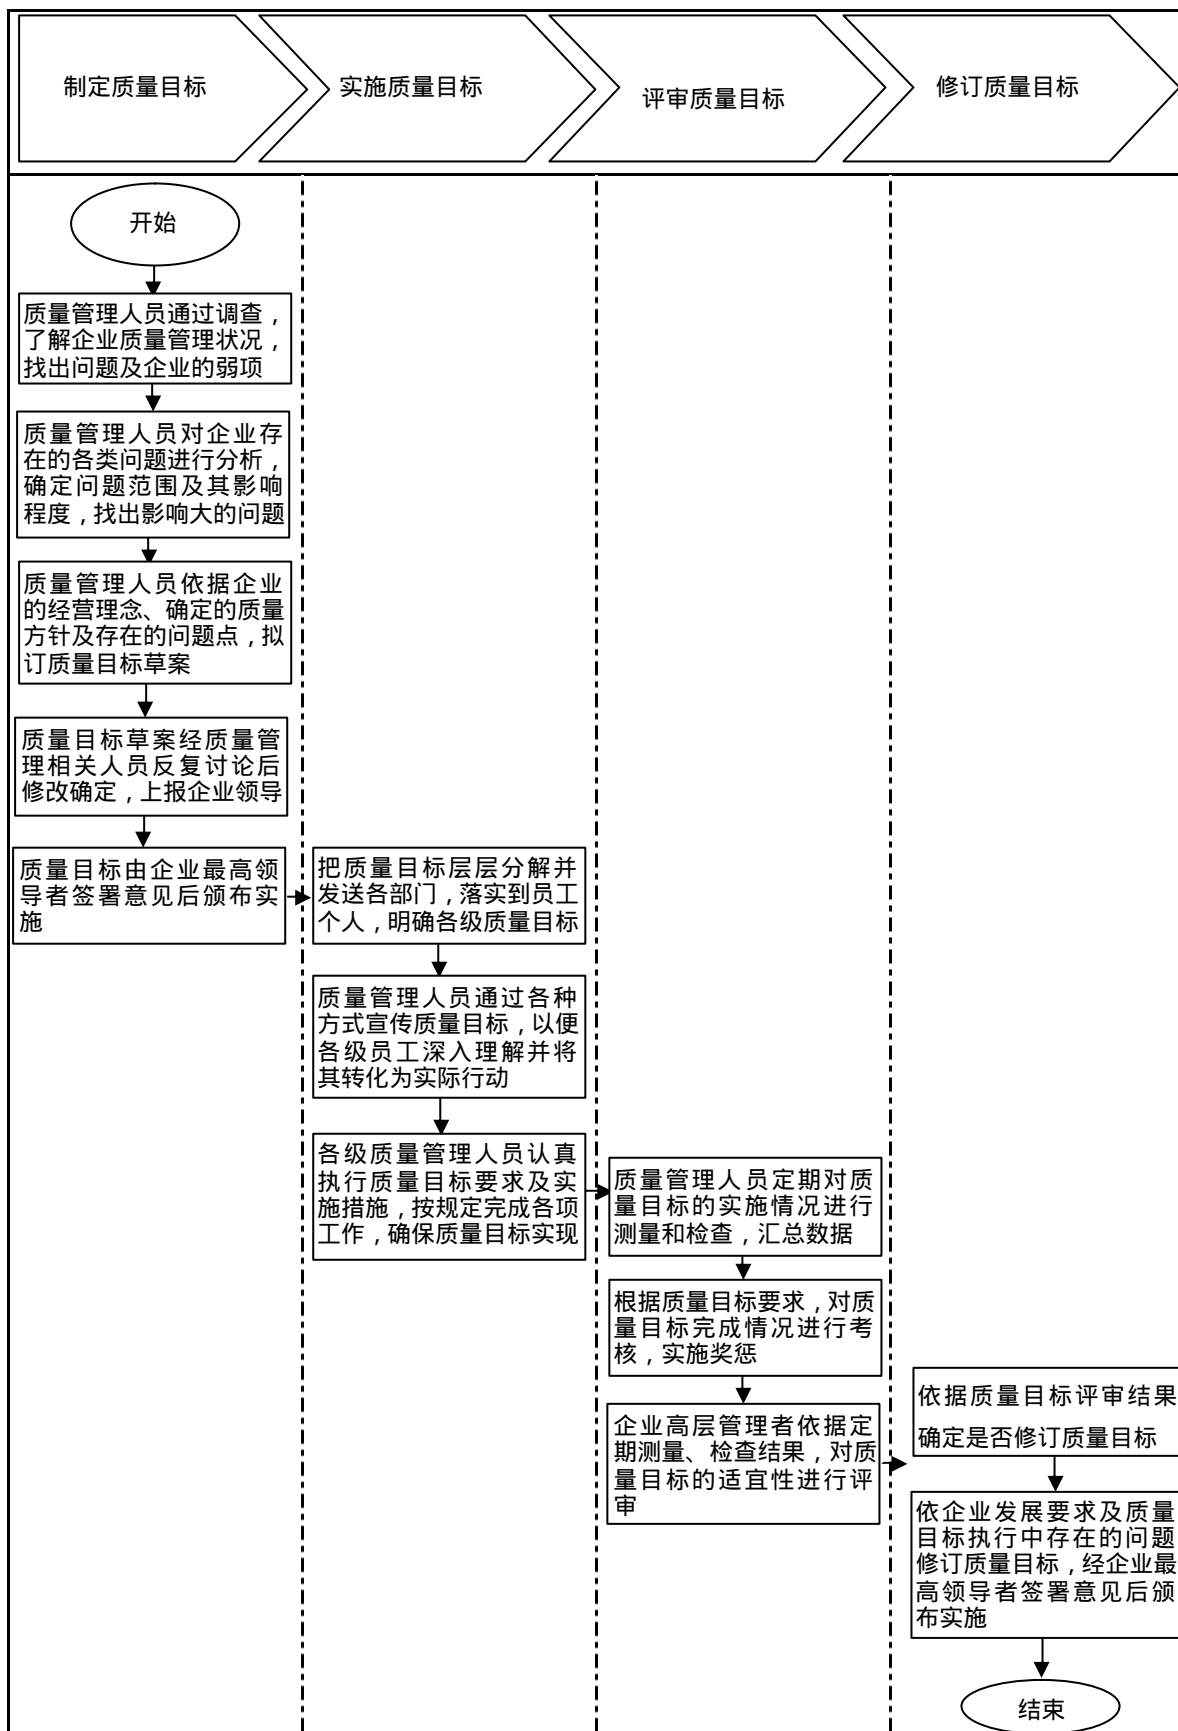 制定质量目标
实施质量目标
评审质量目标
修订质量目标
开始
质量管理人员通过调查，
了解企业质量管理状况，
找出问题及企业的弱项
质量管理人员对企业存
在的各类问题进行分析，
确定问题范围及其影响
程度，找出影响大的问题
质量管理人员依据企业
的经营理念、确定的质量
方针及存在的问题点，拟
订质量目标草案
质量目标草案经质量管
理相关人员反复讨论后
修改确定，上报企业领导
质量目标由企业最高领
导者签署意见后颁布实
施
把质量目标层层分解并
发送各部门，落实到员工
个人，明确各级质量目标
质量管理人员通过各种
方式宣传质量目标，以便
各级员工深入理解并将
其转化为实际行动
各级质量管理人员认真
执行质量目标要求及实
施措施，按规定完成各项
工作，确保质量目标实现
质量管理人员定期对质
量目标的实施情况进行
测量和检查，汇总数据
根据质量目标要求，对质
量目标完成情况进行考
核，实施奖惩
企业高层管理者依据定
期测量、检查结果，对质
量目标的适宜性进行评
审
依据质量目标评审结果
确定是否修订质量目标
依企业发展要求及质量
目标执行中存在的问题
修订质量目标，经企业最
高领导者签署意见后颁
布实施
结束